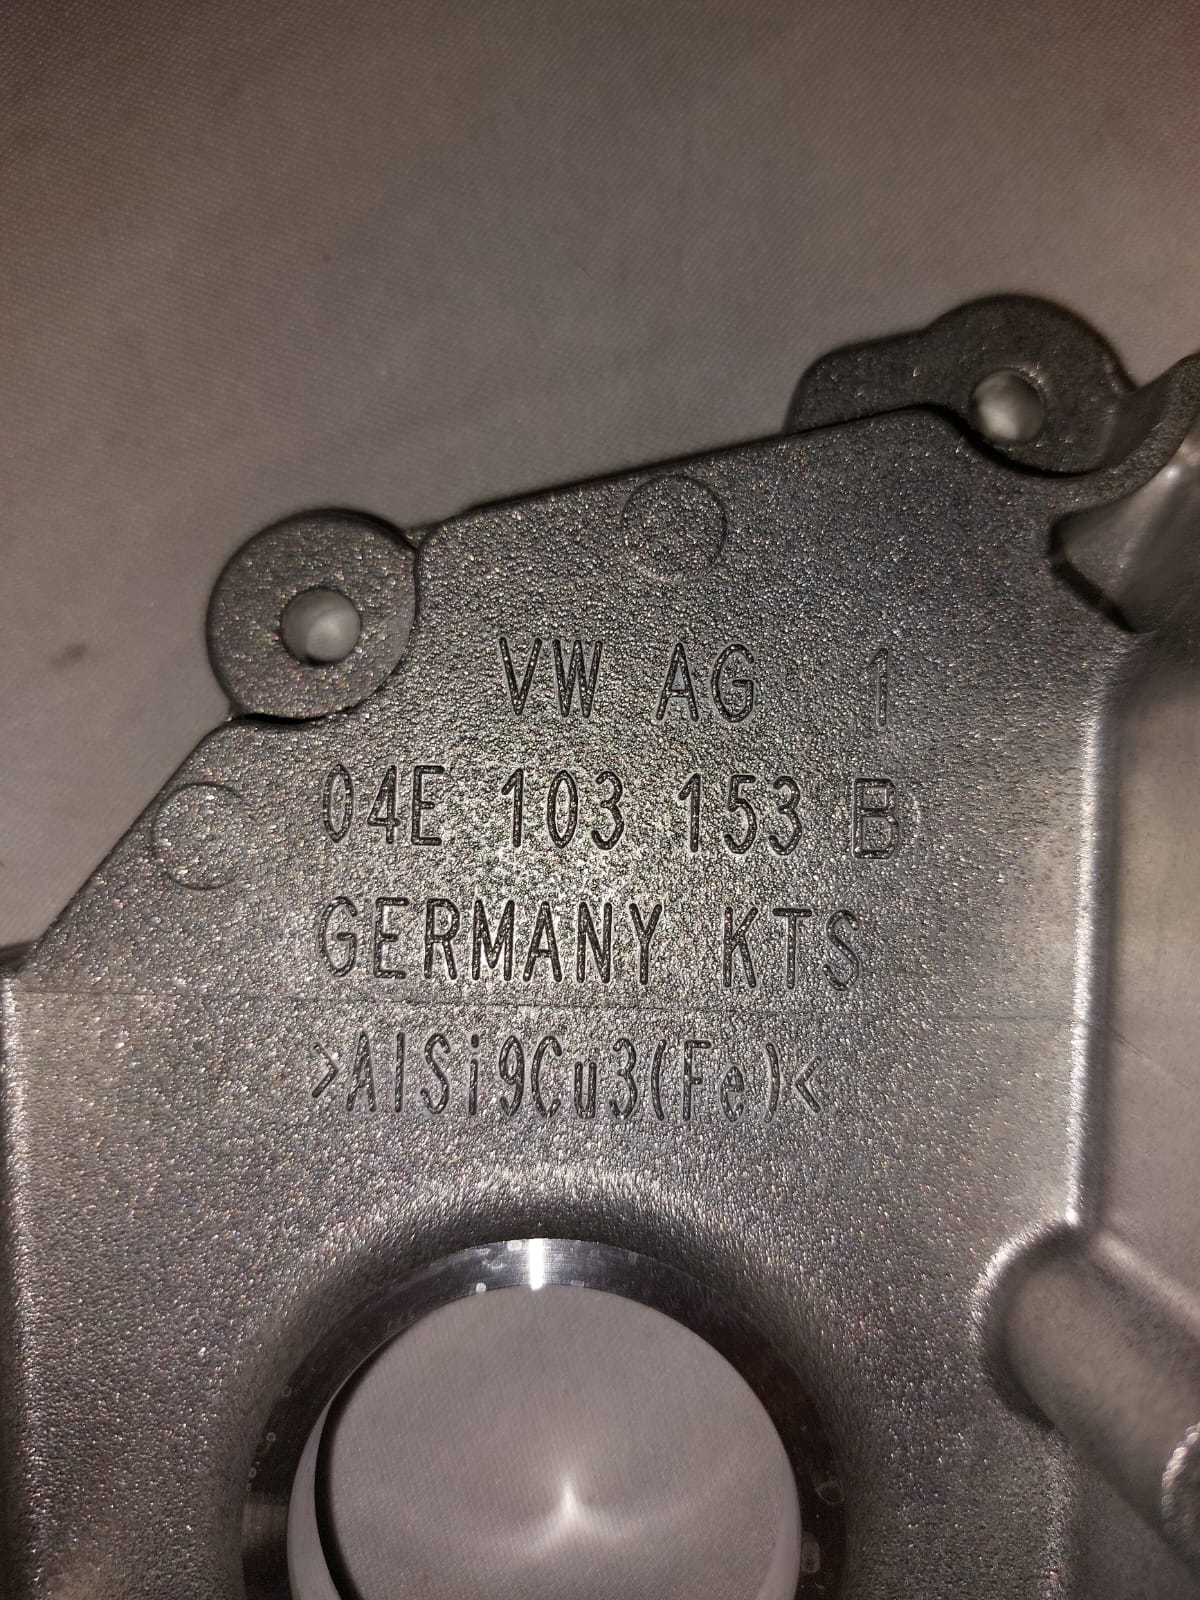 VW AG 1
04E 103 153 B
GERMANY KTS
>AlSi9Cu3(Fe)<